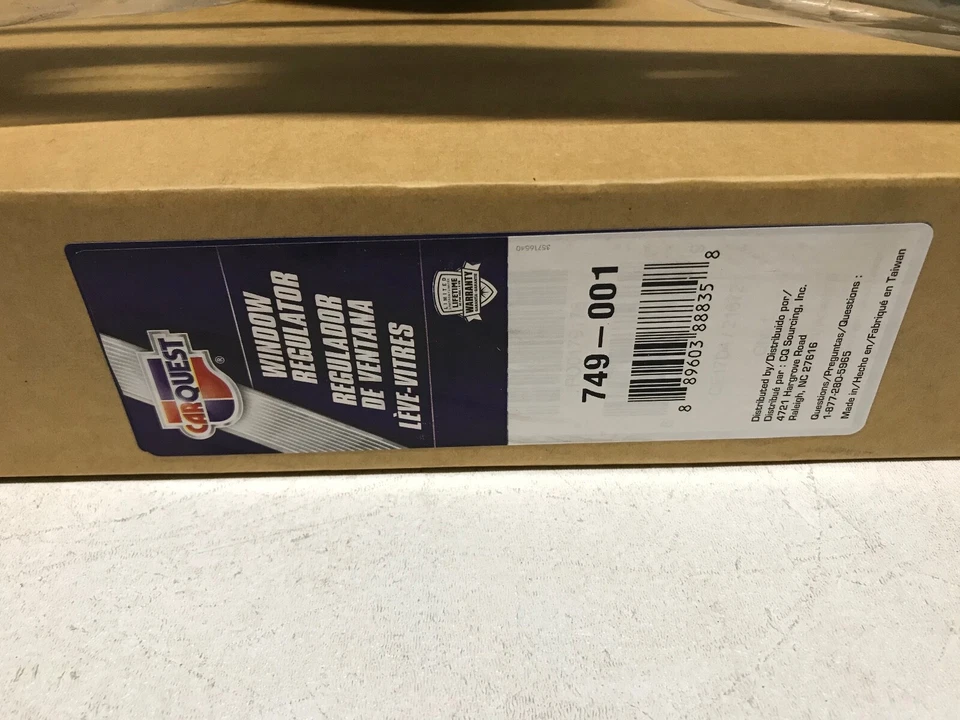 CARQUEST
®
WINDOW
REGULATOR
REGULADOR
DE VENTANA
LÈVE-VITRES
LIMITED
LIFETIME
WARRANTY
35716540
749-001
8 89603 88835 8
Distributed by/Distribuido por/
Distribué par : CQ Sourcing, Inc.
4721 Hargrove Road
Raleigh, NC 27616
Questions/Preguntas/Questions :
1-877-280-5965
Made in/Hecho en/Fabriqué en Taiwan